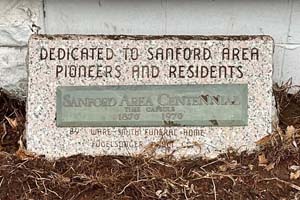 DEDICATED TO SANFORD AREA
PIONEERS AND RESIDENTS
SANFORD AREA CENTENNIAL
TIME CAPSULE
1870 1970
BY WARE-SMITH FUNERAL HOME